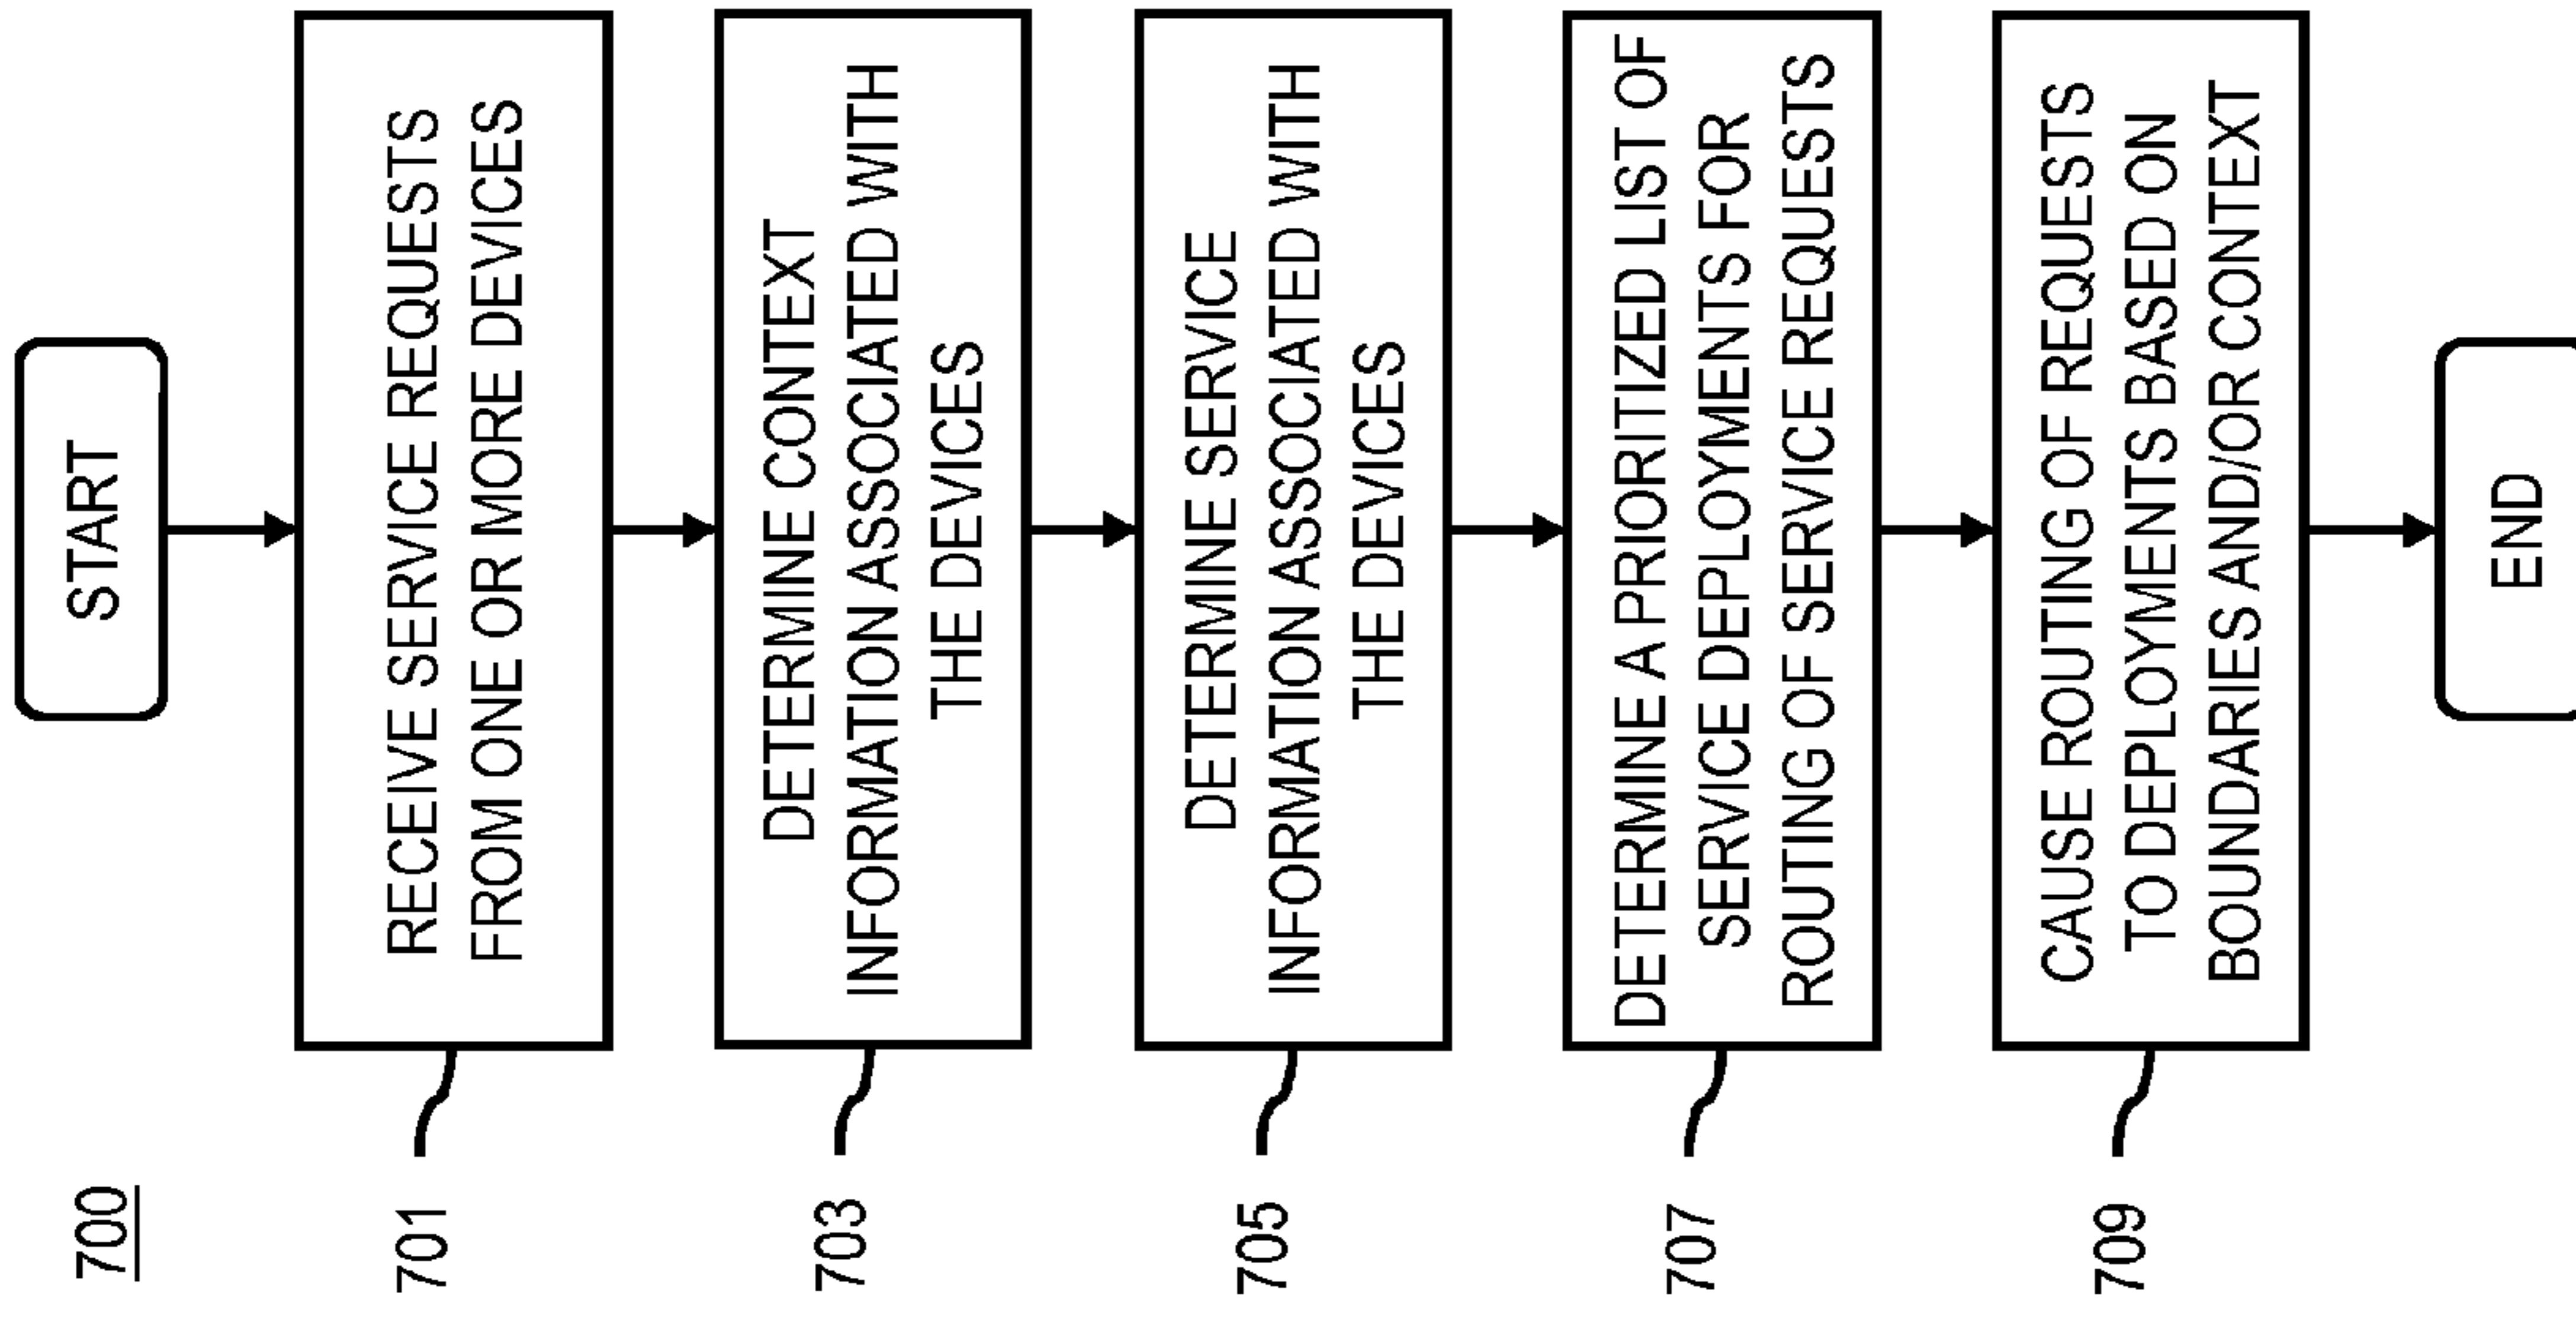 700
START
701
RECEIVE SERVICE REQUESTS
FROM ONE OR MORE DEVICES
703
DETERMINE CONTEXT
INFORMATION ASSOCIATED WITH
THE DEVICES
705
DETERMINE SERVICE
INFORMATION ASSOCIATED WITH
THE DEVICES
707
DETERMINE A PRIORITIZED LIST OF
SERVICE DEPLOYMENTS FOR
ROUTING OF SERVICE REQUESTS
709
CAUSE ROUTING OF REQUESTS
TO DEPLOYMENTS BASED ON
BOUNDARIES AND/OR CONTEXT
END